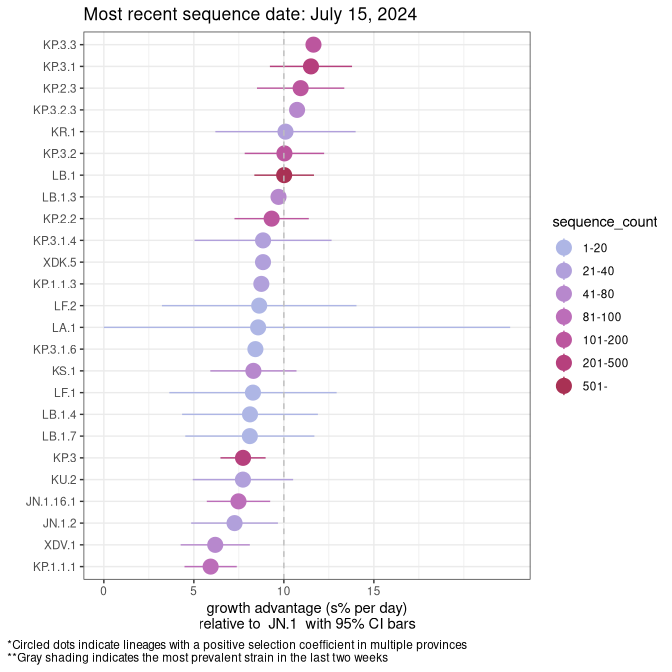 Most recent sequence date: July 15, 2024
KP.3.3
KP.3.1
KP.2.3
KP.3.2.3
KR.1
KP.3.2
LB.1
LB.1.3
KP.2.2
KP.3.1.4
XDK.5
KP.1.1.3
LF.2
LA.1
KP.3.1.6
KS.1
LF.1
LB.1.4
LB.1.7
KP.3
KU.2
JN.1.16.1
JN.1.2
XDV.1
KP.1.1.1
0 5 10 15
growth advantage (s% per day)
relative to JN.1 with 95% CI bars
sequence_count
1-20
21-40
41-80
81-100
101-200
201-500
501-
*Circled dots indicate lineages with a positive selection coefficient in multiple provinces
**Gray shading indicates the most prevalent strain in the last two weeks